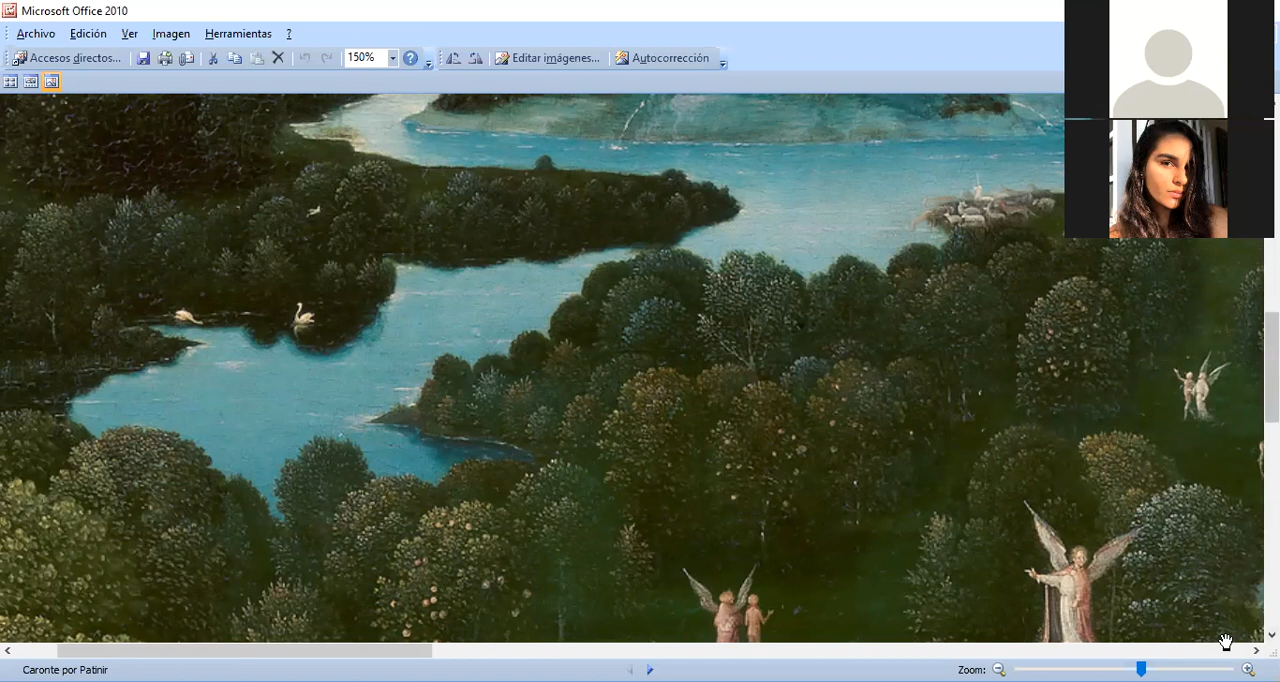 Microsoft Office 2010
Archivo Edición Ver Imagen Herramientas ?
Accesos directos... 150% Editar imágenes... Autocorrección
Caronte por Patinir Zoom: